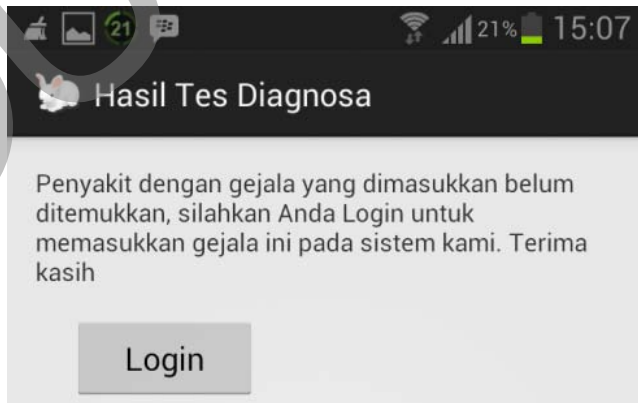 21 21% 15:07
Hasil Tes Diagnosa
Penyakit dengan gejala yang dimasukkan belum
ditemukkan, silahkan Anda Login untuk
memasukkan gejala ini pada sistem kami. Terima
kasih
Login